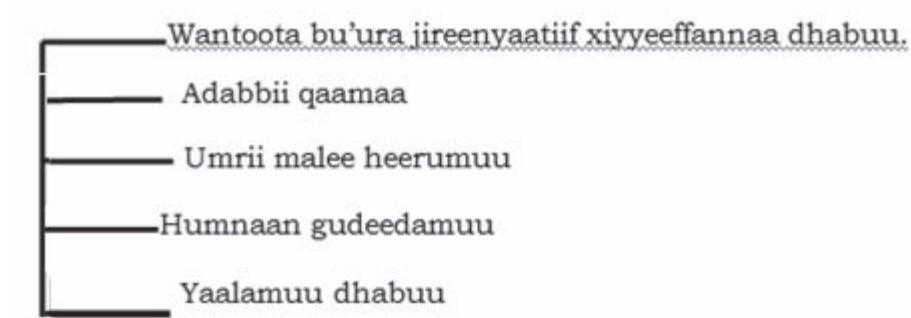 Wantoota bu'ura jireenyaatiif xiyyeeffannaa dhabuu.
Adabbii qaamaa
Umrii malee heerumuu
Humnaan gudeedamuu
Yaalamuu dhabuu